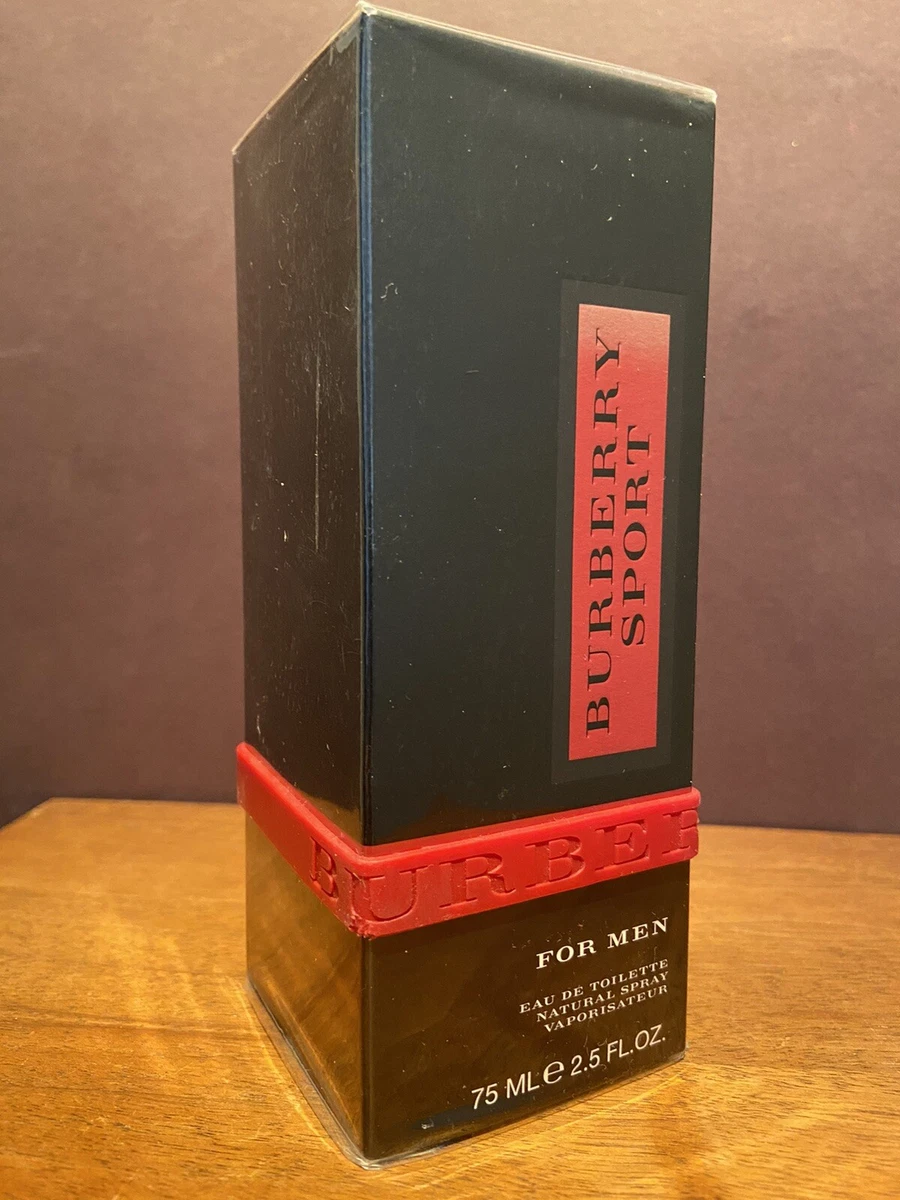 BURBERRY
SPORT
BURBER
FOR MEN
EAU DE TOILETTE
NATURAL SPRAY
VAPORISATEUR
75 ML e 2.5 FL.OZ.